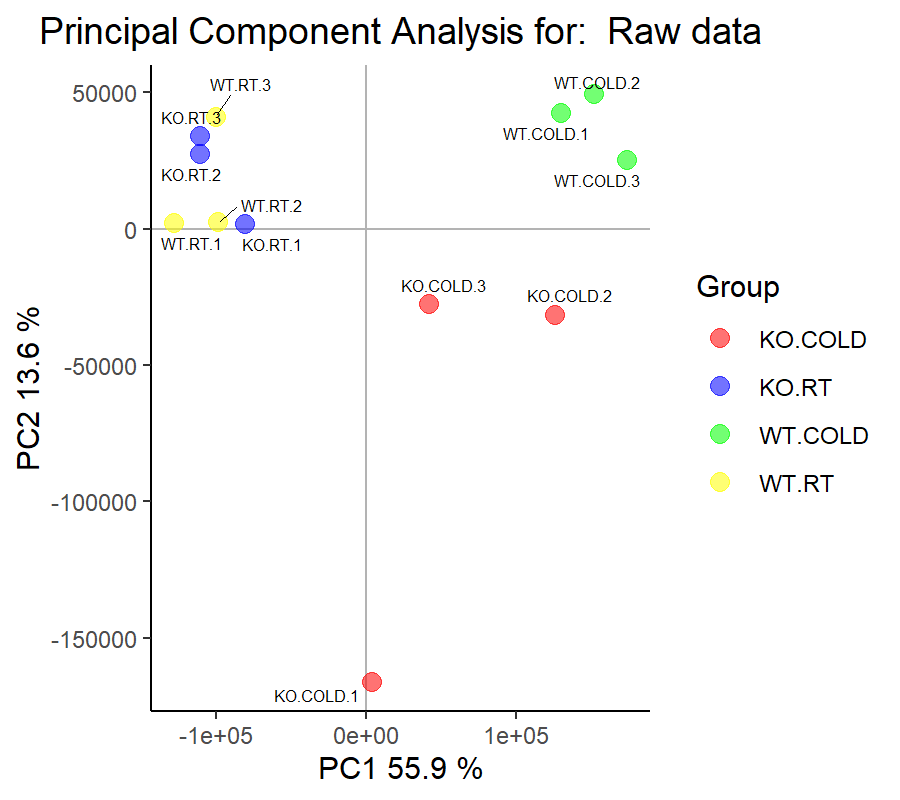 Principal Component Analysis for:  Raw data
50000
0
-50000
-100000
-150000
PC2 13.6 %
WT.RT.3
KO.RT.3
KO.RT.2
WT.RT.2
WT.RT.1
KO.RT.1
WT.COLD.2
WT.COLD.1
WT.COLD.3
KO.COLD.3
KO.COLD.2
KO.COLD.1
-1e+05
0e+00
1e+05
PC1 55.9 %
Group
KO.COLD
KO.RT
WT.COLD
WT.RT